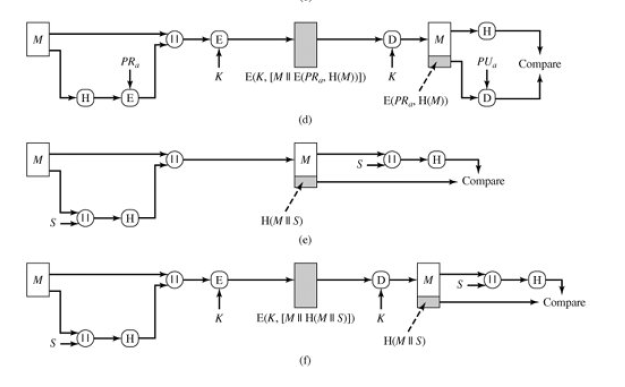 M || E D M H
PRa PUa Compare
H E K E(K, [M || E(PRa, H(M))]) K D
E(PRa, H(M))
(d)
M || M S || H
Compare
S || H H(M || S)
(e)
M || E D M S || H
Compare
K E(K, [M || H(M || S)]) K
S || H H(M || S)
(f)